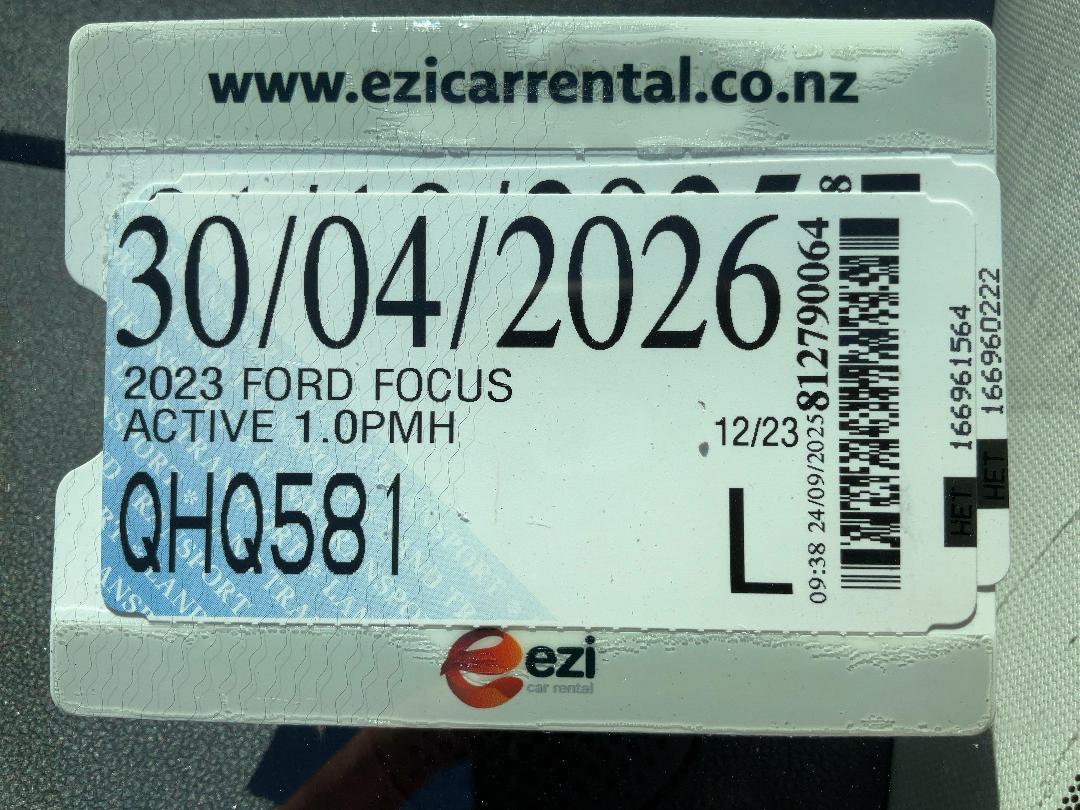 www.ezicarrental.co.nz
30/04/2026
2023 FORD FOCUS
ACTIVE 1.0PMH
12/23
QHQ581
L
812790064
09:38 24/09/2025
166961564
166960222
HET
HET
ezi
car rental